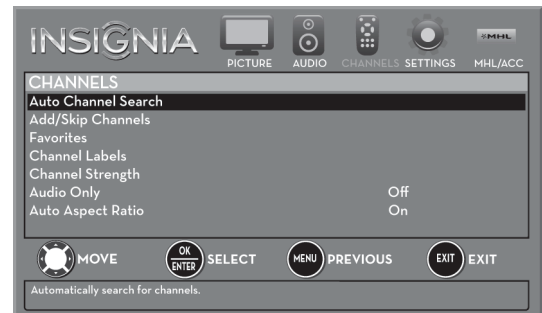 INSIGNIA
PICTURE AUDIO CHANNELS SETTINGS MHL MHL/ACC
CHANNELS
Auto Channel Search
Add/Skip Channels
Favorites
Channel Labels
Channel Strength
Audio Only Off
Auto Aspect Ratio On
MOVE OK ENTER SELECT MENU PREVIOUS EXIT EXIT
Automatically search for channels.